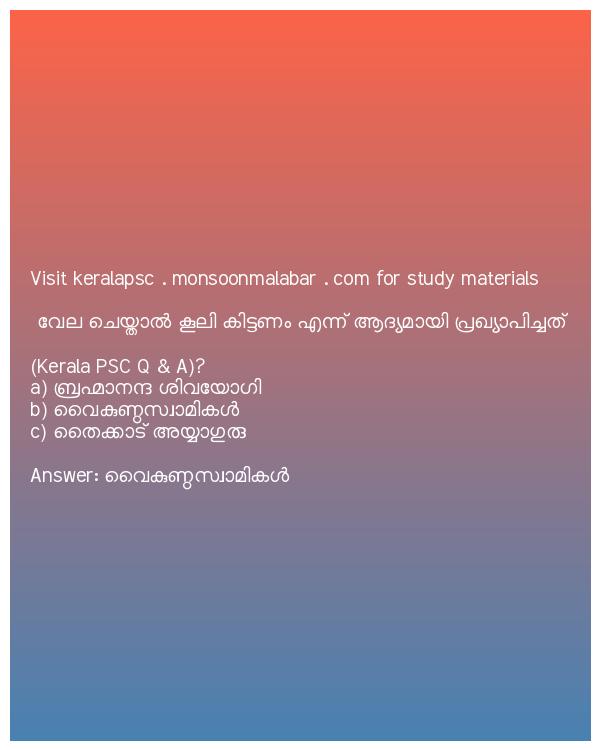 Visit keralapsc . monsoonmalabar . com for study materials
വേല ചെയ്താൽ കൂലി കിട്ടണം എന്ന് ആദ്യമായി പ്രഖ്യാപിച്ചത്
(Kerala PSC Q & A)?
a) ബ്രഹ്മാനന്ദ ശിവയോഗി
b) വൈകുണ്ഠസ്വാമികൾ
c) തൈക്കാട് അയ്യാഗുരു
Answer: വൈകുണ്ഠസ്വാമികൾ